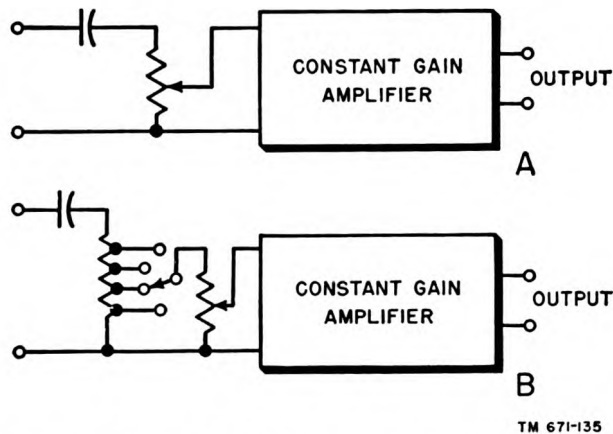 CONSTANT GAIN
AMPLIFIER
OUTPUT
A
CONSTANT GAIN
AMPLIFIER
OUTPUT
B
TM 671-135